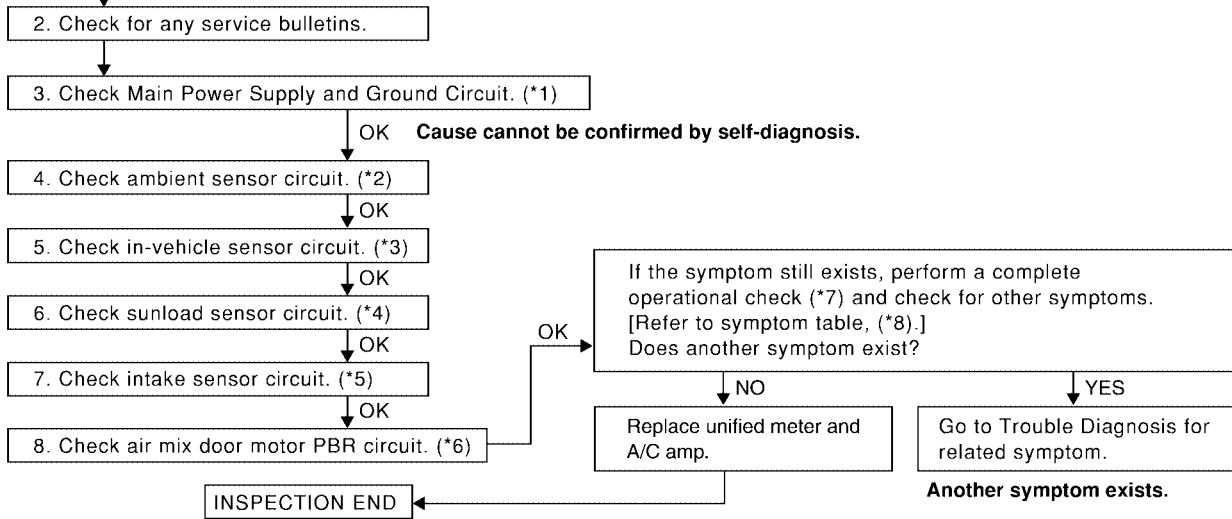 2. Check for any service bulletins.
3. Check Main Power Supply and Ground Circuit. (*1)
OK
Cause cannot be confirmed by self-diagnosis.
4. Check ambient sensor circuit. (*2)
OK
5. Check in-vehicle sensor circuit. (*3)
OK
6. Check sunload sensor circuit. (*4)
OK
7. Check intake sensor circuit. (*5)
OK
8. Check air mix door motor PBR circuit. (*6)
OK
If the symptom still exists, perform a complete
operational check (*7) and check for other symptoms.
[Refer to symptom table, (*8).]
Does another symptom exist?
NO
YES
Replace unified meter and
A/C amp.
Go to Trouble Diagnosis for
related symptom.
Another symptom exists.
INSPECTION END